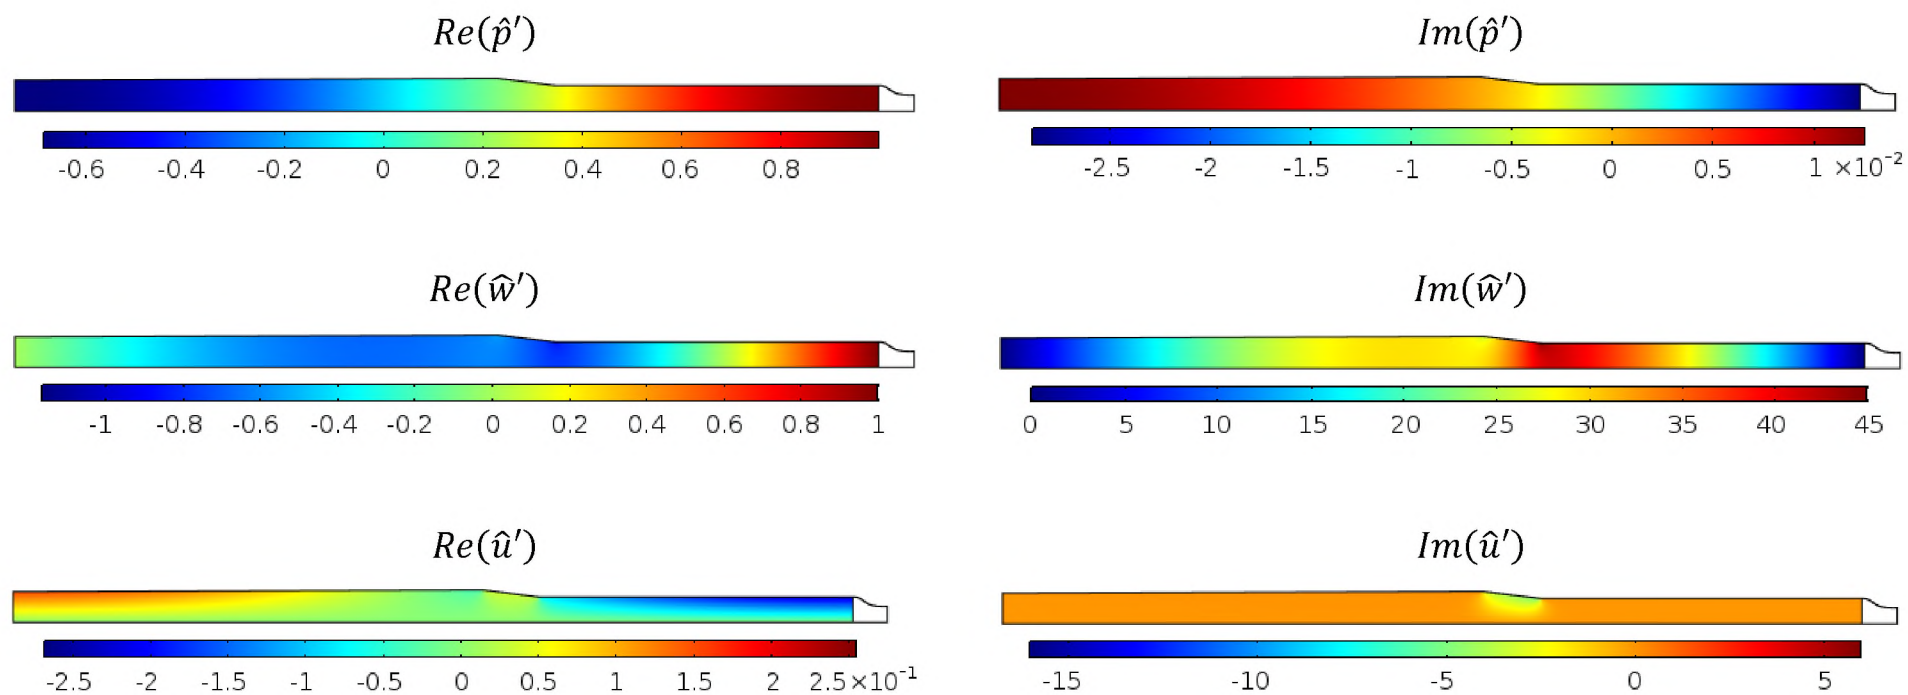 Re(p̂′)
Im(p̂′)
-0.6 -0.4 -0.2 0 0.2 0.4 0.6 0.8
-2.5 -2 -1.5 -1 -0.5 0 0.5 1 ×10⁻²
Re(ŵ′)
Im(ŵ′)
-1 -0.8 -0.6 -0.4 -0.2 0 0.2 0.4 0.6 0.8 1
0 5 10 15 20 25 30 35 40 45
Re(û′)
Im(û′)
-2.5 -2 -1.5 -1 -0.5 0 0.5 1 1.5 2 2.5×10⁻¹
-15 -10 -5 0 5